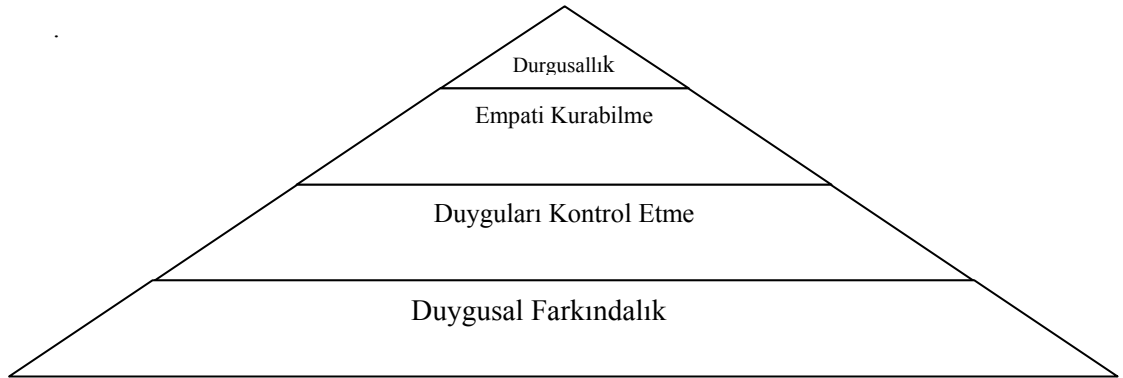 Durgusallık
Empati Kurabilme
Duyguları Kontrol Etme
Duygusal Farkındalık